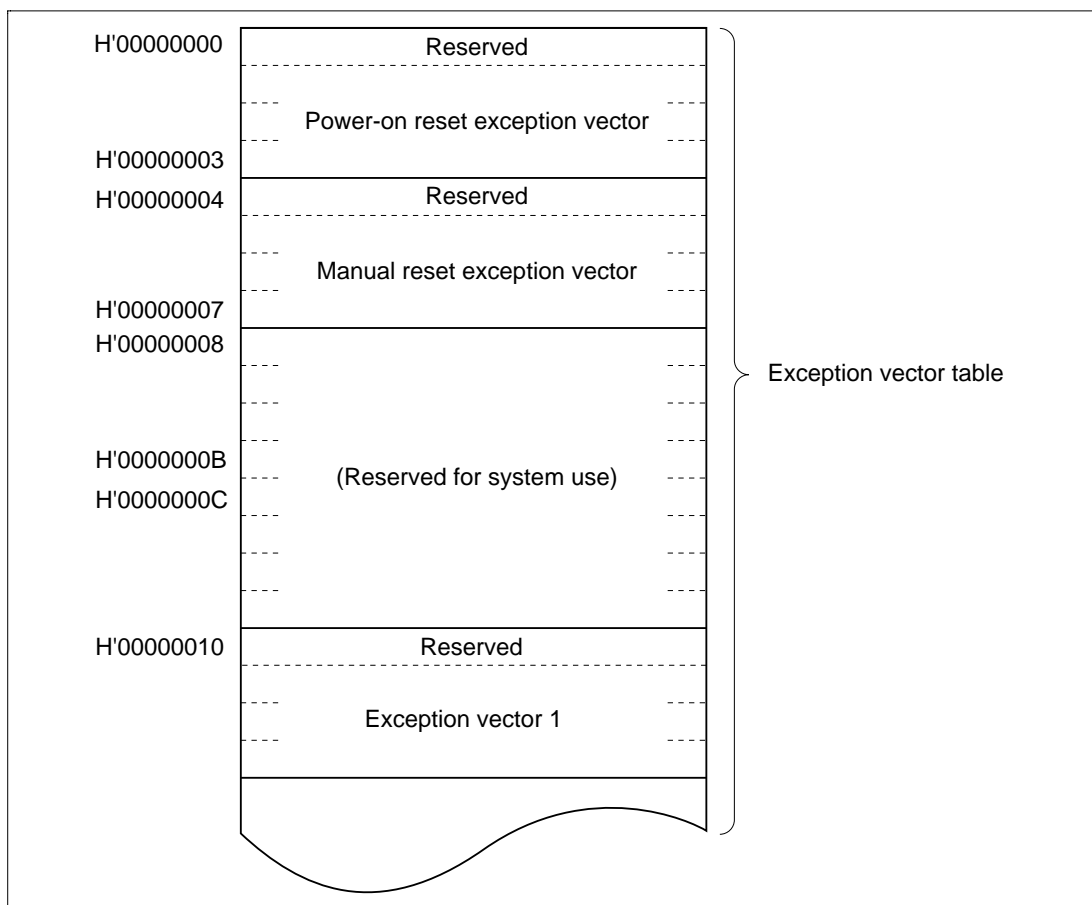 H'00000000
Reserved
Power-on reset exception vector
H'00000003
H'00000004
Reserved
Manual reset exception vector
H'00000007
H'00000008
Exception vector table
H'0000000B
(Reserved for system use)
H'0000000C
H'00000010
Reserved
Exception vector 1